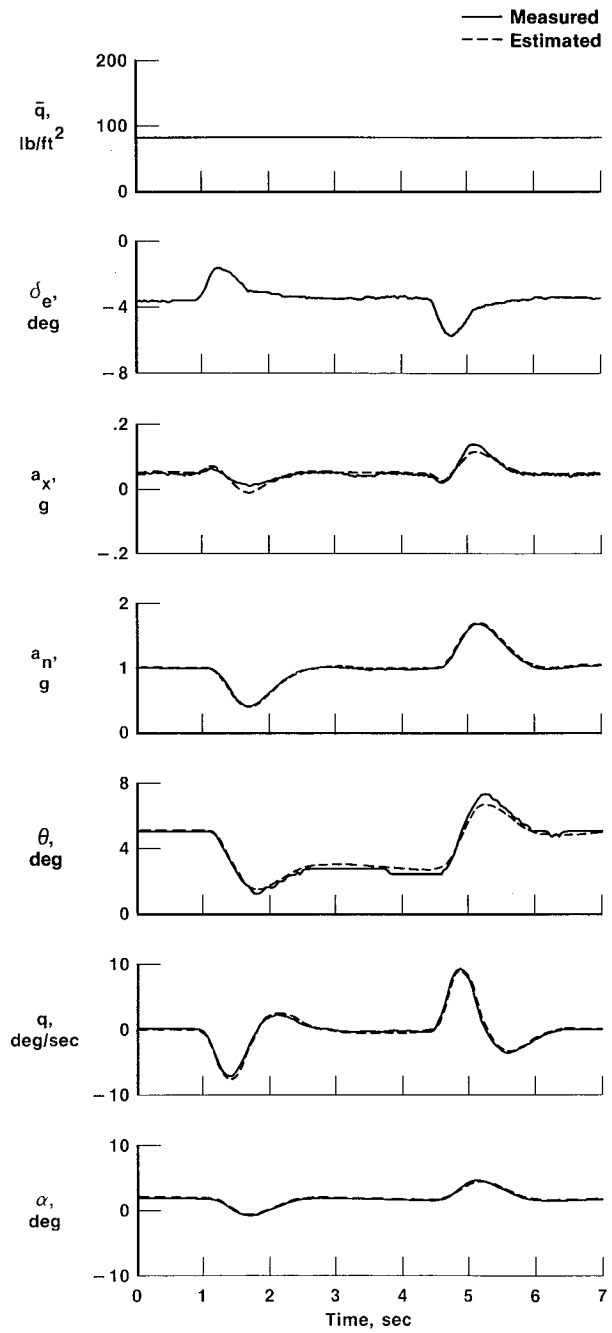 Measured
Estimated
200
q̄,
100
lb/ft²
0
0
δe,
−4
deg
−8
.2
ax,
0
g
−.2
2
an,
1
g
0
8
θ,
4
deg
0
10
q,
0
deg/sec
−10
10
α,
0
deg
−10
0 1 2 3 4 5 6 7
Time, sec